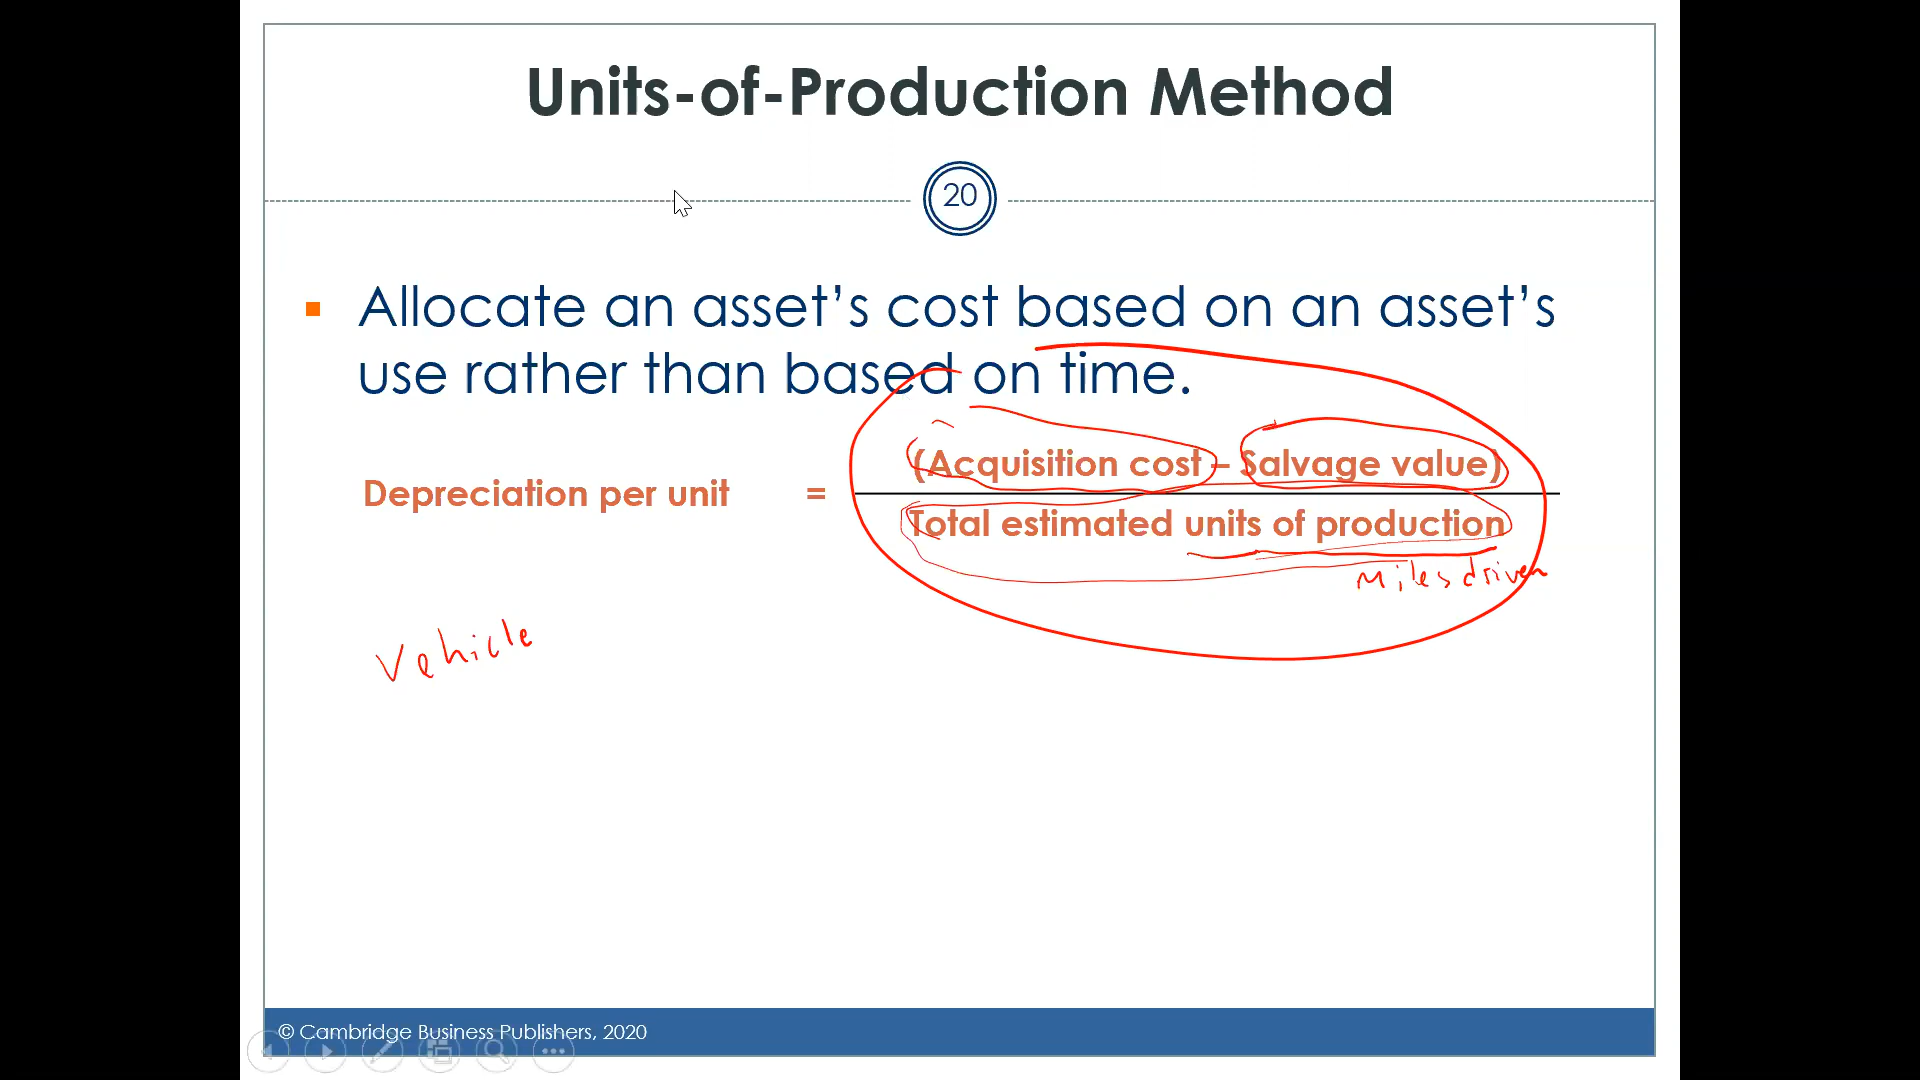 Units-of-Production Method
20
Allocate an asset’s cost based on an asset’s
use rather than based on time.
(Acquisition cost – Salvage value)
Depreciation per unit =
Total estimated units of production
Miles driven
Vehicle
© Cambridge Business Publishers, 2020